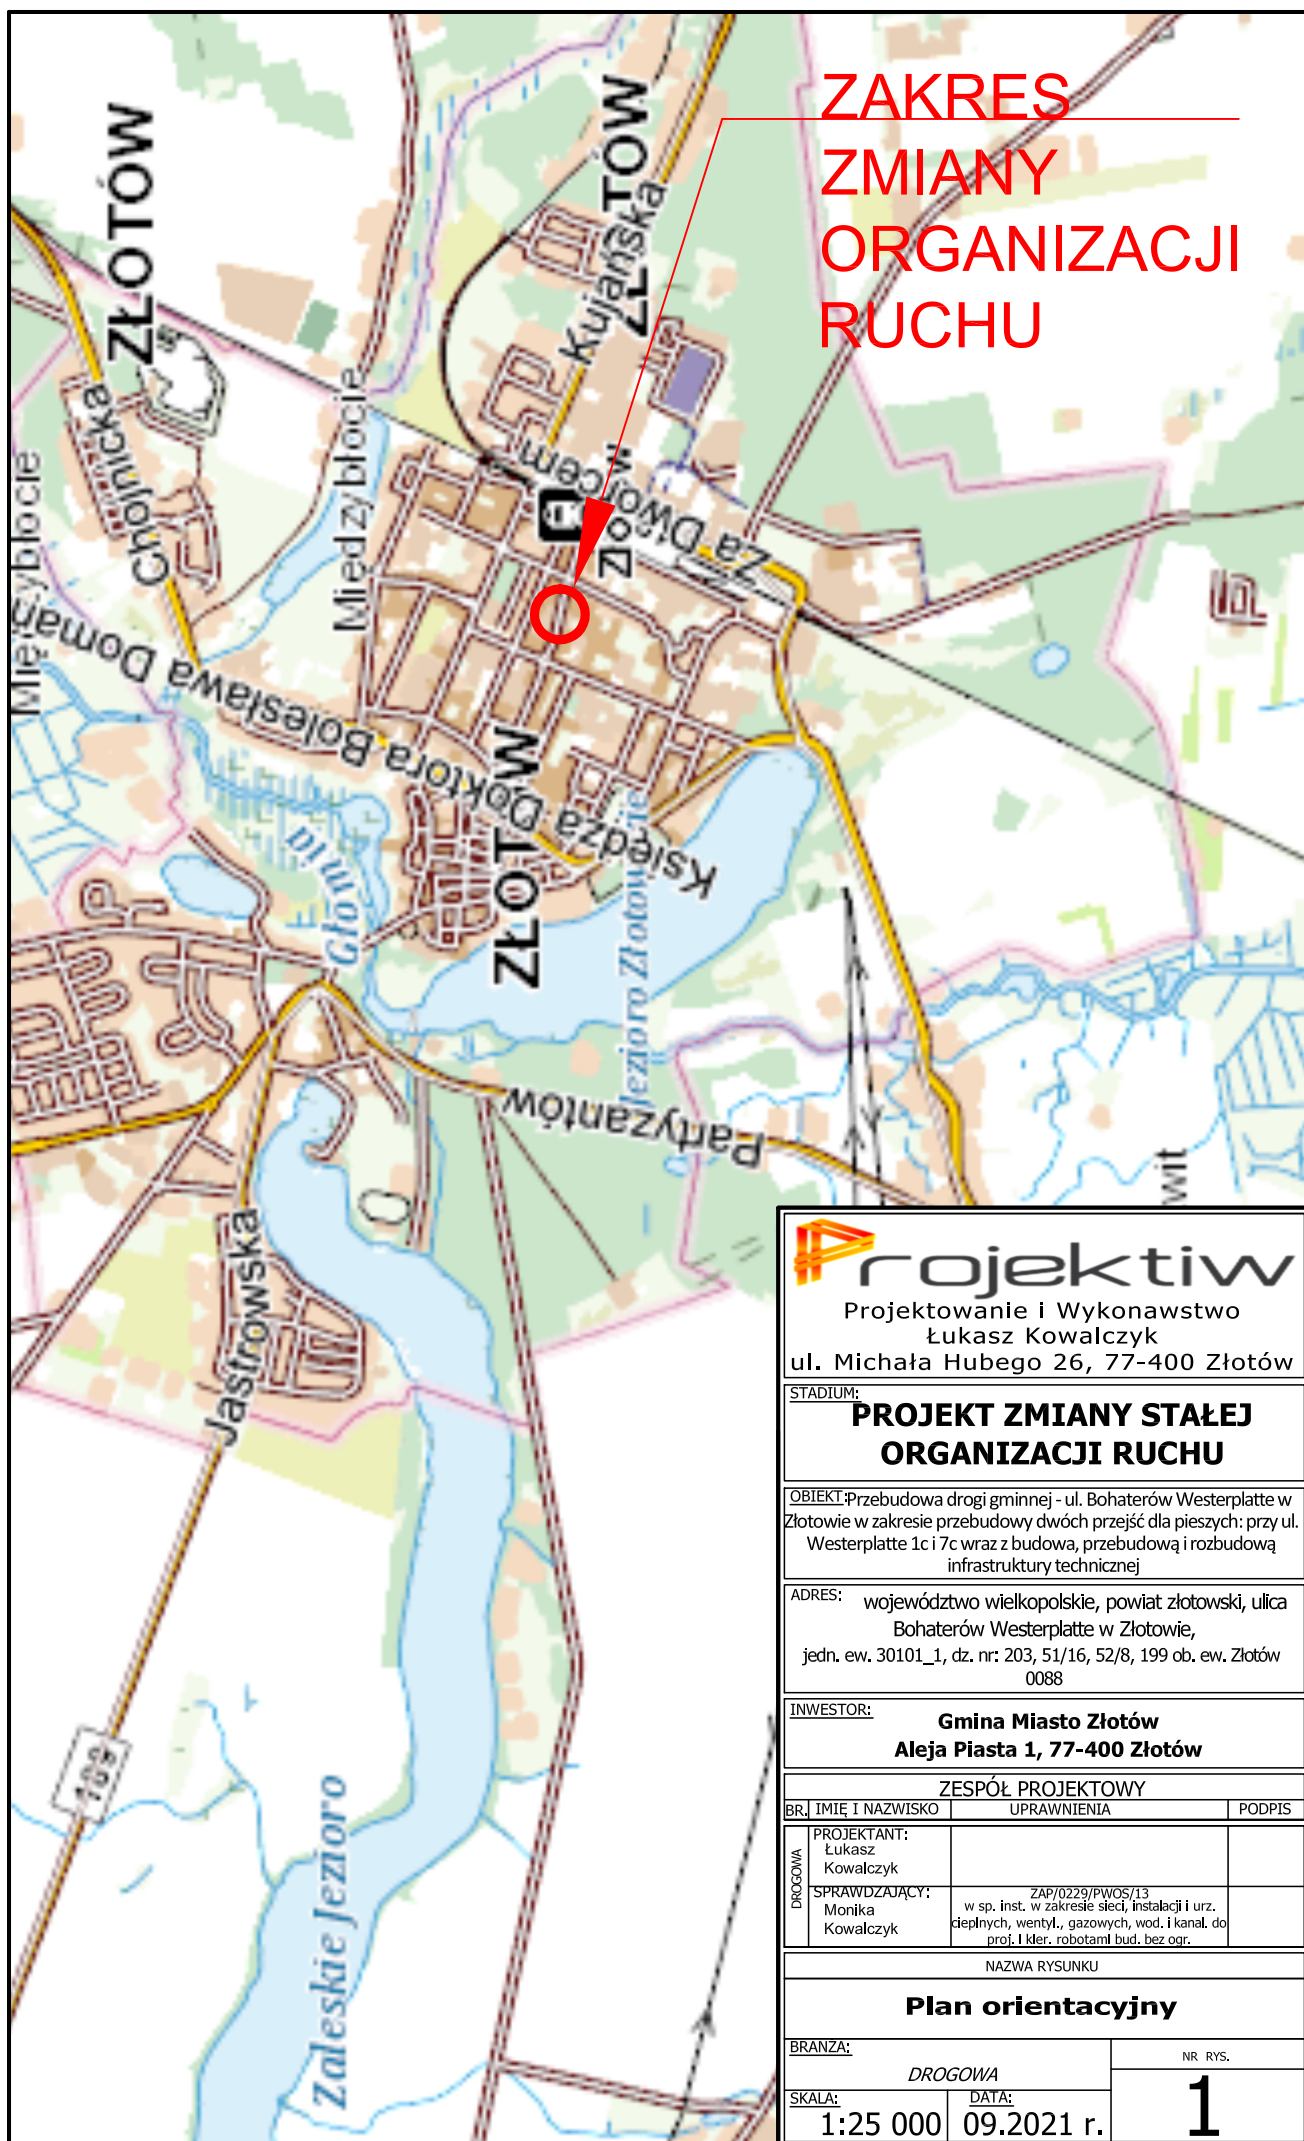 ZAKRES
ZMIANY
ORGANIZACJI
RUCHU
ZŁOTÓW
ZŁOTÓW
Kujańska
Chojnicka
Międzybłocie
Międzybłocie
Za Dworcem
Złotów
Księdza Doktora Bolesława Doman
ZŁOTÓW
Głomia
Jezioro Złotowskie
Partyzantów
wit
Jastrowska
189
Zaleskie Jezioro
Projektiw
Projektowanie i Wykonawstwo
Łukasz Kowalczyk
ul. Michała Hubego 26, 77-400 Złotów
STADIUM:
PROJEKT ZMIANY STAŁEJ
ORGANIZACJI RUCHU
OBIEKT: Przebudowa drogi gminnej - ul. Bohaterów Westerplatte w
Złotowie w zakresie przebudowy dwóch przejść dla pieszych: przy ul.
Westerplatte 1c i 7c wraz z budowa, przebudową i rozbudową
infrastruktury technicznej
ADRES: województwo wielkopolskie, powiat złotowski, ulica
Bohaterów Westerplatte w Złotowie,
jedn. ew. 30101_1, dz. nr: 203, 51/16, 52/8, 199 ob. ew. Złotów
0088
INWESTOR:
Gmina Miasto Złotów
Aleja Piasta 1, 77-400 Złotów
ZESPÓŁ PROJEKTOWY
BR. IMIĘ I NAZWISKO UPRAWNIENIA PODPIS
DROGOWA
PROJEKTANT:
Łukasz
Kowalczyk
SPRAWDZAJĄCY:
Monika
Kowalczyk
ZAP/0229/PWOS/13
w sp. inst. w zakresie sieci, instalacji i urz.
cieplnych, wentyl., gazowych, wod. i kanal. do
proj. i kier. robotami bud. bez ogr.
NAZWA RYSUNKU
Plan orientacyjny
BRANZA:
DROGOWA
NR RYS.
1
SKALA:
1:25 000
DATA:
09.2021 r.